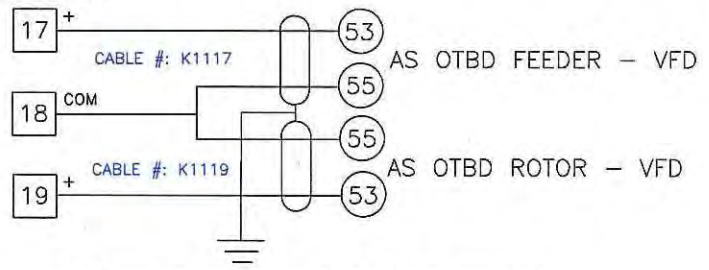 17 + 53
CABLE #: K1117 AS OTBD FEEDER – VFD
55
18 COM
55
CABLE #: K1119 AS OTBD ROTOR – VFD
19 + 53